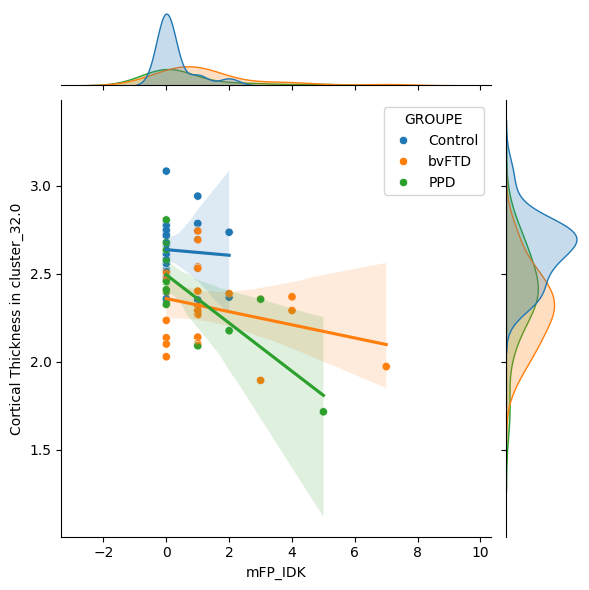 GROUPE
Control
bvFTD
PPD
3.0
2.5
2.0
1.5
Cortical Thickness in cluster_32.0
−2 0 2 4 6 8 10
mFP_IDK